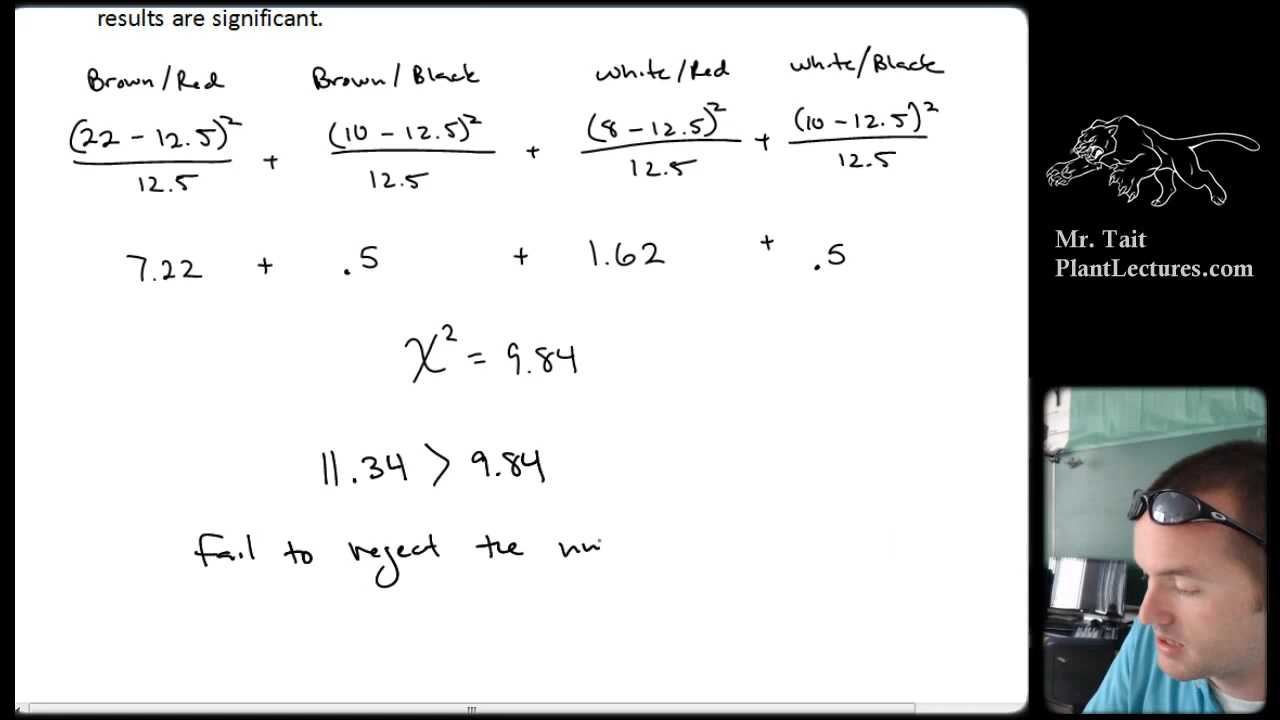 results are significant.
Brown/Red Brown/Black White/Red White/Black
(22 - 12.5)² + (10 - 12.5)² + (8 - 12.5)² + (10 - 12.5)²
12.5 12.5 12.5 12.5
7.22 + .5 + 1.62 + .5
χ² = 9.84
11.34 > 9.84
Fail to reject the
Mr. Tait
PlantLectures.com